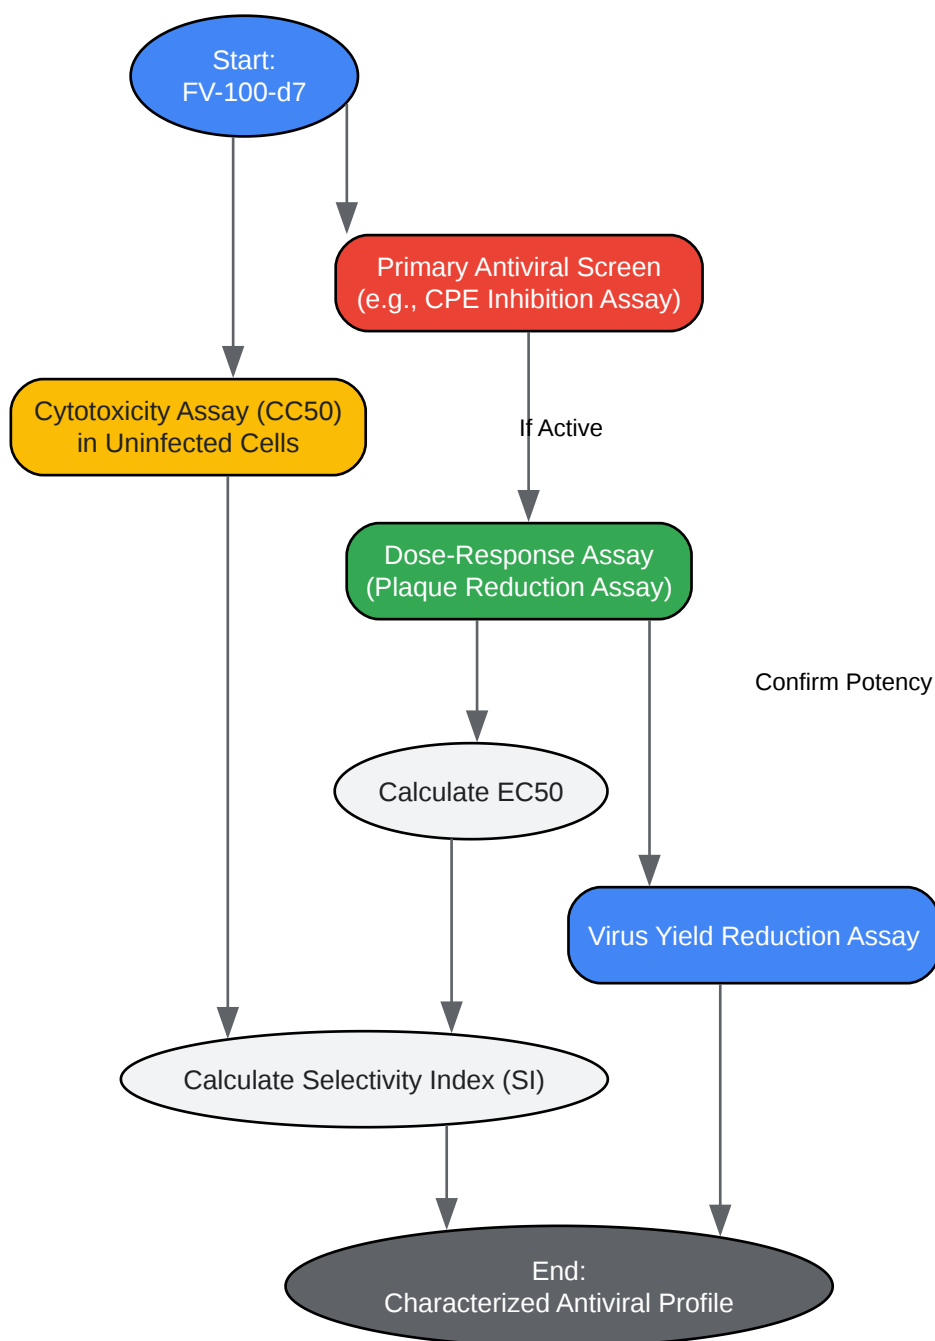 Start:
FV-100-d7
Primary Antiviral Screen
(e.g., CPE Inhibition Assay)
Cytotoxicity Assay (CC50)
in Uninfected Cells
If Active
Dose-Response Assay
(Plaque Reduction Assay)
Confirm Potency
Calculate EC50
Virus Yield Reduction Assay
Calculate Selectivity Index (SI)
End:
Characterized Antiviral Profile